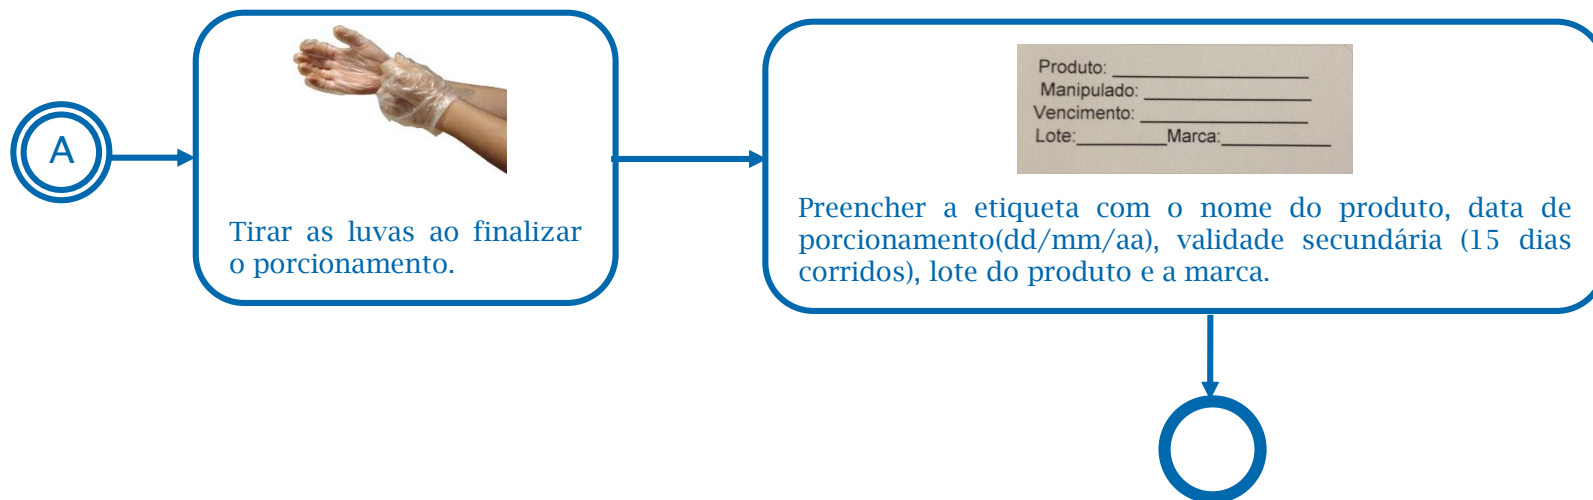 A
Tirar as luvas ao finalizar
o porcionamento.
Produto:
Manipulado:
Vencimento:
Lote: Marca:
Preencher a etiqueta com o nome do produto, data de
porcionamento(dd/mm/aa), validade secundária (15 dias
corridos), lote do produto e a marca.